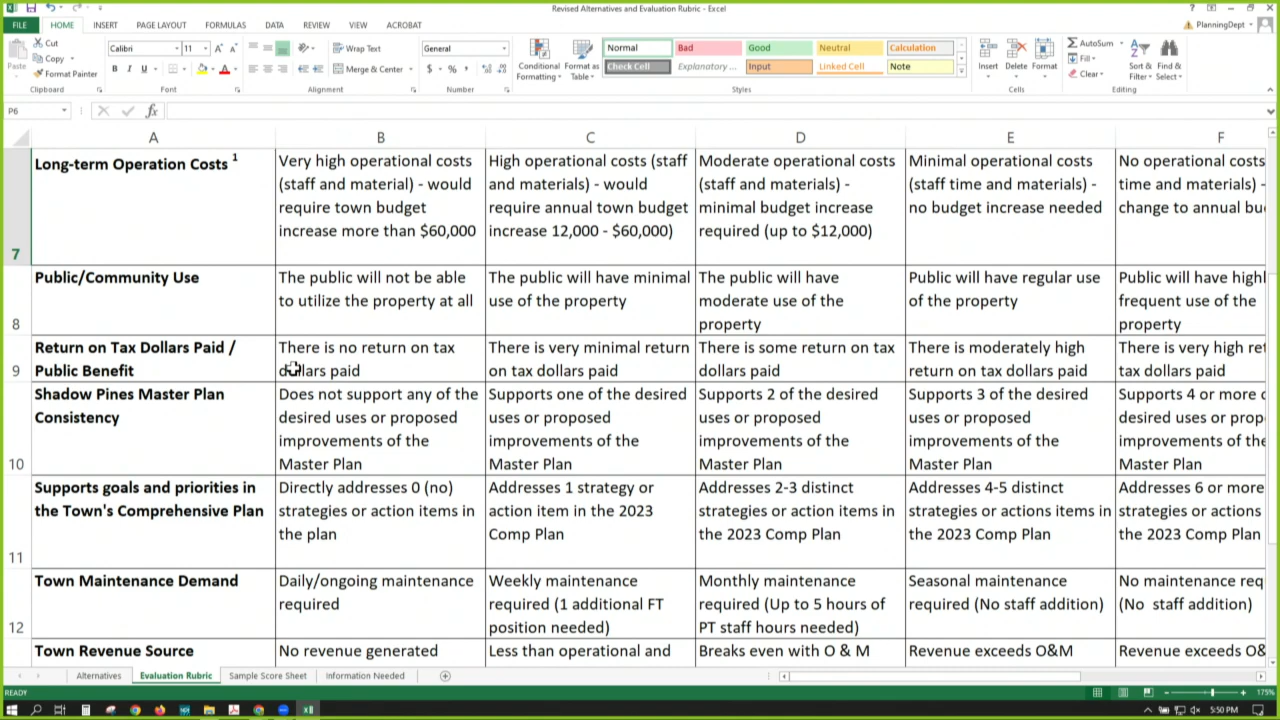 Revised Alternatives and Evaluation Rubric - Excel
FILE HOME INSERT PAGE LAYOUT FORMULAS DATA REVIEW VIEW ACROBAT PlanningDept
Paste Cut Copy Format Painter Clipboard
Calibri 11 Font
Wrap Text Merge & Center Alignment
General Number
Conditional Formatting Format as Table
Normal Bad Good Neutral Calculation
Check Cell Explanatory ... Input Linked Cell Note
Styles
Insert Delete Format Cells
AutoSum Fill Clear Sort & Filter Find & Select Editing
P6 fx
A B C D E F
7
Long-term Operation Costs 1
Very high operational costs
(staff and material) - would
require town budget
increase more than $60,000
High operational costs (staff
and materials) - would
require annual town budget
increase 12,000 - $60,000)
Moderate operational costs
(staff and materials) -
minimal budget increase
required (up to $12,000)
Minimal operational costs
(staff time and materials) -
no budget increase needed
No operational costs
time and materials) -
change to annual bu
8
Public/Community Use
The public will not be able
to utilize the property at all
The public will have minimal
use of the property
The public will have
moderate use of the
property
Public will have regular use
of the property
Public will have highl
frequent use of the
property
9
Return on Tax Dollars Paid /
Public Benefit
There is no return on tax
dollars paid
There is very minimal return
on tax dollars paid
There is some return on tax
dollars paid
There is moderately high
return on tax dollars paid
There is very high ret
tax dollars paid
10
Shadow Pines Master Plan
Consistency
Does not support any of the
desired uses or proposed
improvements of the
Master Plan
Supports one of the desired
uses or proposed
improvements of the
Master Plan
Supports 2 of the desired
uses or proposed
improvements of the
Master Plan
Supports 3 of the desired
uses or proposed
improvements of the
Master Plan
Supports 4 or more o
desired uses or prop
improvements of the
Master Plan
11
Supports goals and priorities in
the Town's Comprehensive Plan
Directly addresses 0 (no)
strategies or action items in
the plan
Addresses 1 strategy or
action item in the 2023
Comp Plan
Addresses 2-3 distinct
strategies or action items in
the 2023 Comp Plan
Addresses 4-5 distinct
strategies or actions items in
the 2023 Comp Plan
Addresses 6 or more
strategies or actions
the 2023 Comp Plan
12
Town Maintenance Demand
Daily/ongoing maintenance
required
Weekly maintenance
required (1 additional FT
position needed)
Monthly maintenance
required (Up to 5 hours of
PT staff hours needed)
Seasonal maintenance
required (No staff addition)
No maintenance req
(No staff addition)
Town Revenue Source
No revenue generated
Less than operational and
Breaks even with O & M
Revenue exceeds O&M
Revenue exceeds O&
Alternatives Evaluation Rubric Sample Score Sheet Information Needed
READY 175%
5:50 PM